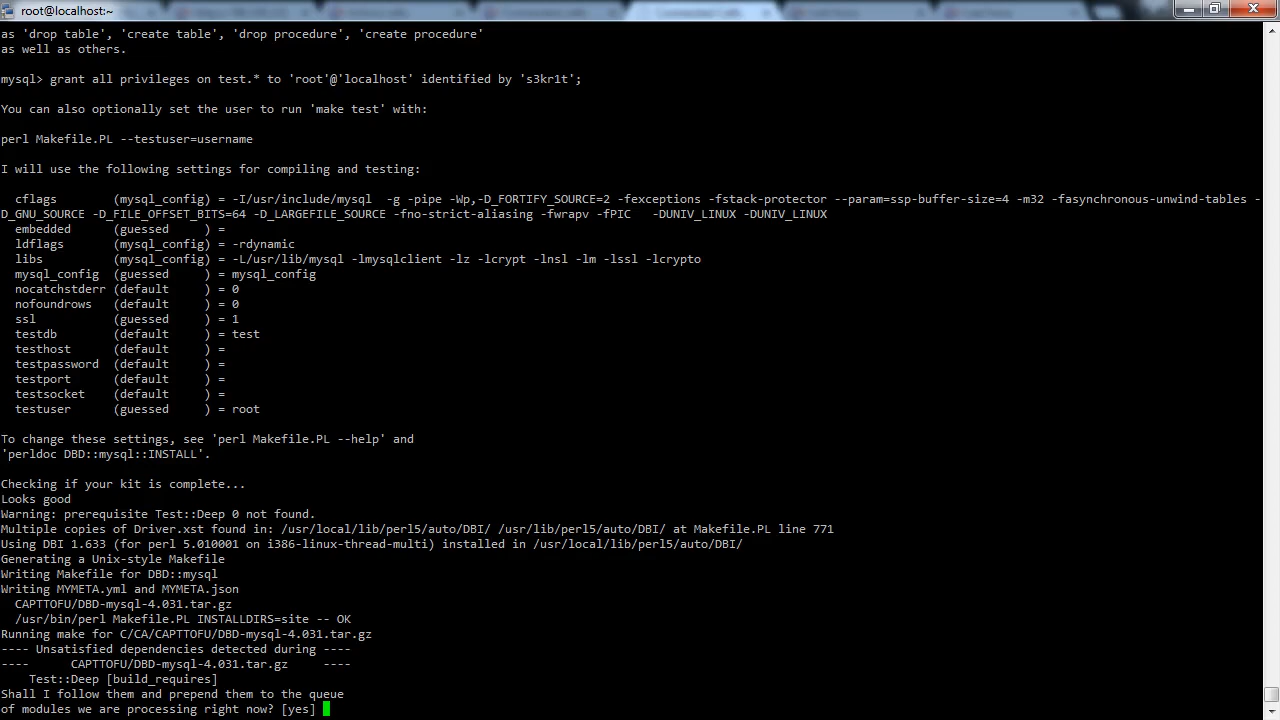 root@localhost:~
as 'drop table', 'create table', 'drop procedure', 'create procedure'
as well as others.
mysql> grant all privileges on test.* to 'root'@'localhost' identified by 's3kr1t';
You can also optionally set the user to run 'make test' with:
perl Makefile.PL --testuser=username
I will use the following settings for compiling and testing:
cflags        (mysql_config) = -I/usr/include/mysql  -g -pipe -Wp,-D_FORTIFY_SOURCE=2 -fexceptions -fstack-protector --param=ssp-buffer-size=4 -m32 -fasynchronous-unwind-tables -
D_GNU_SOURCE -D_FILE_OFFSET_BITS=64 -D_LARGEFILE_SOURCE -fno-strict-aliasing -fwrapv -fPIC   -DUNIV_LINUX -DUNIV_LINUX
embedded      (guessed     ) =
ldflags       (mysql_config) = -rdynamic
libs          (mysql_config) = -L/usr/lib/mysql -lmysqlclient -lz -lcrypt -lnsl -lm -lssl -lcrypto
mysql_config  (guessed     ) = mysql_config
nocatchstderr (default     ) = 0
nofoundrows   (default     ) = 0
ssl           (guessed     ) = 1
testdb        (default     ) = test
testhost      (default     ) =
testpassword  (default     ) =
testport      (default     ) =
testsocket    (default     ) =
testuser      (guessed     ) = root
To change these settings, see 'perl Makefile.PL --help' and
'perldoc DBD::mysql::INSTALL'.
Checking if your kit is complete...
Looks good
Warning: prerequisite Test::Deep 0 not found.
Multiple copies of Driver.xst found in: /usr/local/lib/perl5/auto/DBI/ /usr/lib/perl5/auto/DBI/ at Makefile.PL line 771
Using DBI 1.633 (for perl 5.010001 on i386-linux-thread-multi) installed in /usr/local/lib/perl5/auto/DBI/
Generating a Unix-style Makefile
Writing Makefile for DBD::mysql
Writing MYMETA.yml and MYMETA.json
CAPTTOFU/DBD-mysql-4.031.tar.gz
/usr/bin/perl Makefile.PL INSTALLDIRS=site -- OK
Running make for C/CA/CAPTTOFU/DBD-mysql-4.031.tar.gz
---- Unsatisfied dependencies detected during ----
----       CAPTTOFU/DBD-mysql-4.031.tar.gz     ----
Test::Deep [build_requires]
Shall I follow them and prepend them to the queue
of modules we are processing right now? [yes]